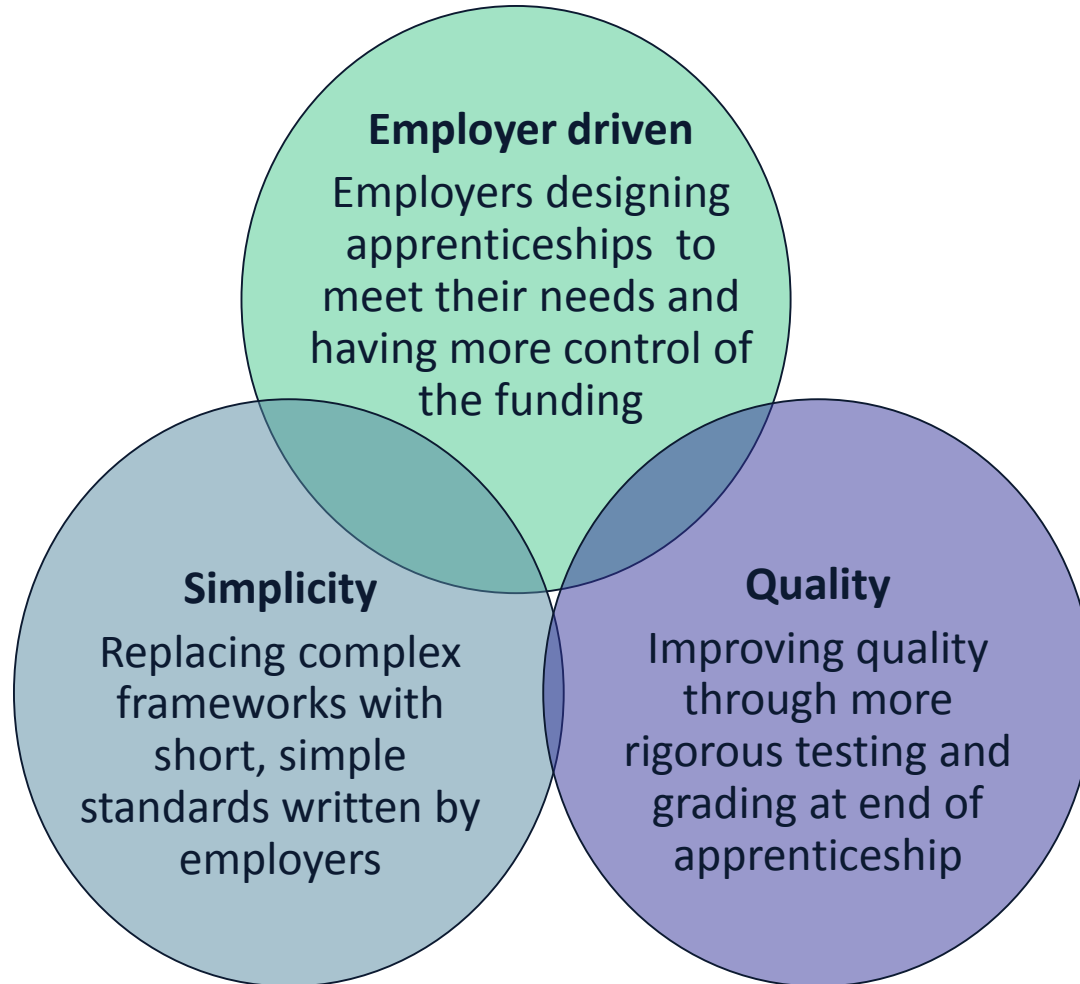 Employer driven
Employers designing
apprenticeships  to
meet their needs and
having more control of
the funding
Simplicity
Replacing complex
frameworks with
short, simple
standards written by
employers
Quality
Improving quality
through more
rigorous testing and
grading at end of
apprenticeship